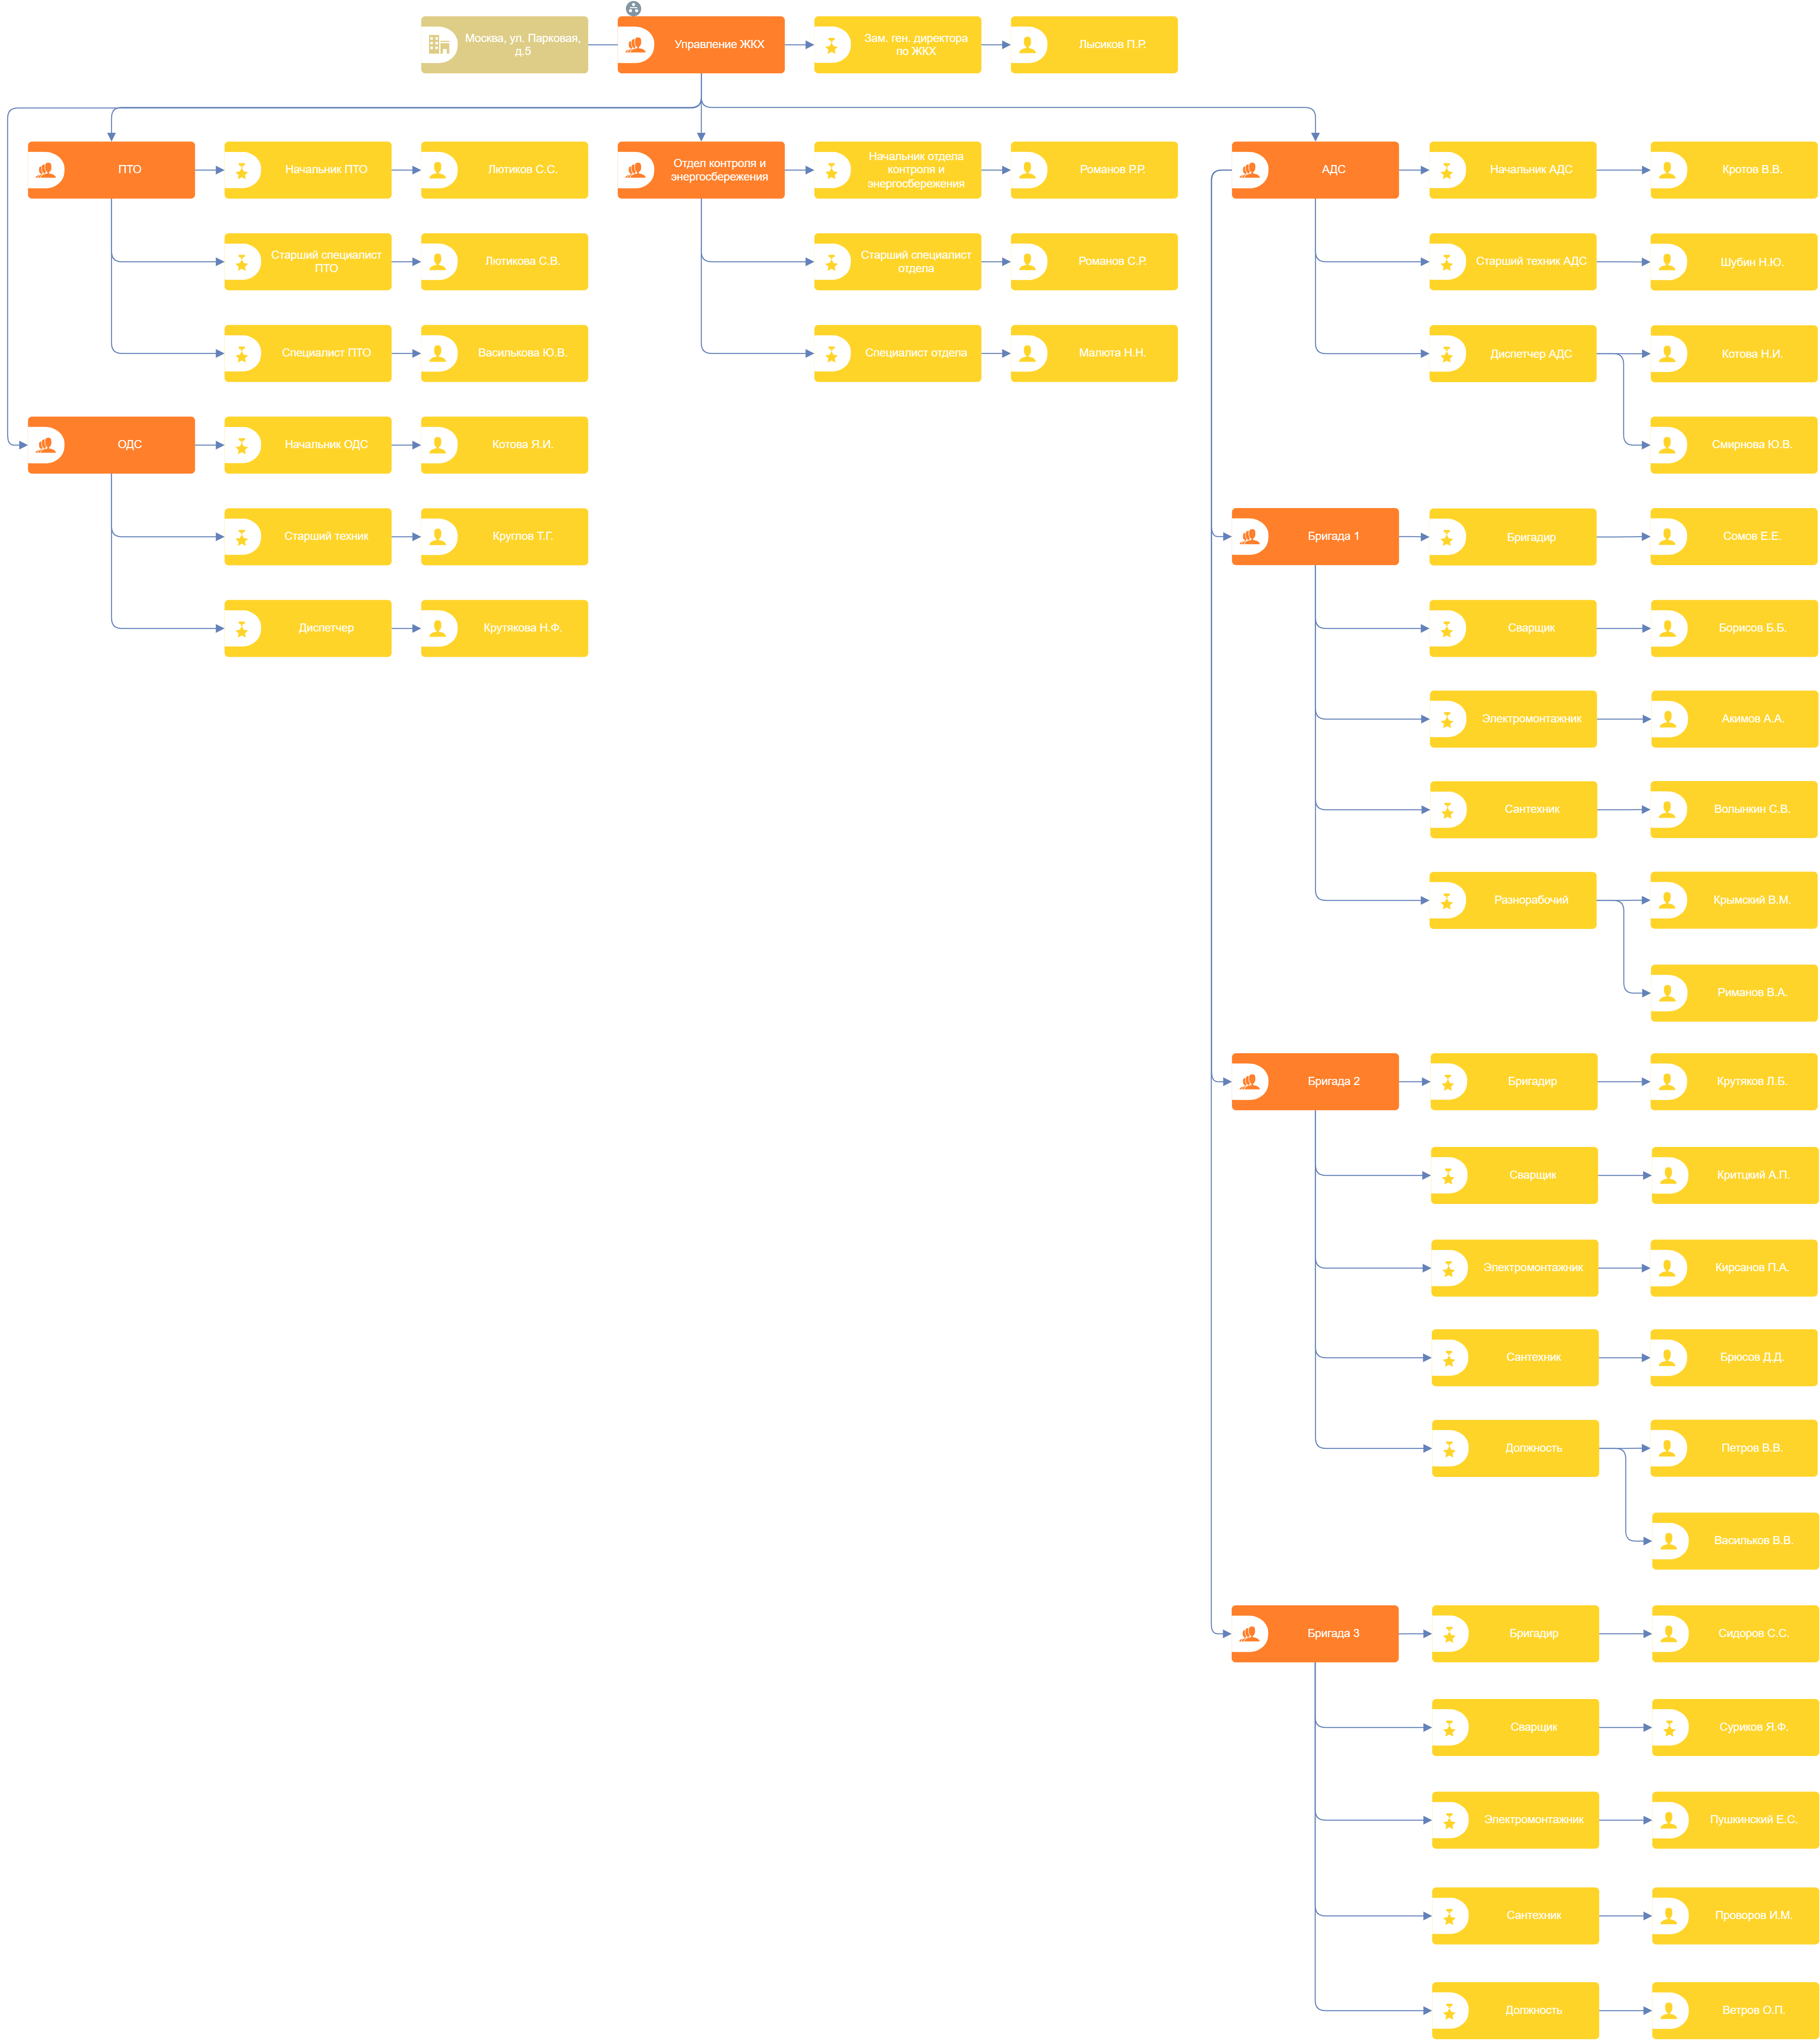 Москва, ул. Парковая,
д.5
Управление ЖКХ
Зам. ген. директора
по ЖКХ
Лысиков П.Р.
ПТО
Начальник ПТО
Лютиков С.С.
Старший специалист
ПТО
Лютикова С.В.
Специалист ПТО
Василькова Ю.В.
ОДС
Начальник ОДС
Котова Я.И.
Старший техник
Круглов Т.Г.
Диспетчер
Крутякова Н.Ф.
Отдел контроля и
энергосбережения
Начальник отдела
контроля и
энергосбережения
Романов Р.Р.
Старший специалист
отдела
Романов С.Р.
Специалист отдела
Малюта Н.Н.
АДС
Начальник АДС
Кротов В.В.
Старший техник АДС
Шубин Н.Ю.
Диспетчер АДС
Котова Н.И.
Смирнова Ю.В.
Бригада 1
Бригадир
Сомов Е.Е.
Сварщик
Борисов Б.Б.
Электромонтажник
Акимов А.А.
Сантехник
Волынкин С.В.
Разнорабочий
Крымский В.М.
Риманов В.А.
Бригада 2
Бригадир
Крутяков Л.Б.
Сварщик
Критцкий А.П.
Электромонтажник
Кирсанов П.А.
Сантехник
Брюсов Д.Д.
Должность
Петров В.В.
Васильков В.В.
Бригада 3
Бригадир
Сидоров С.С.
Сварщик
Суриков Я.Ф.
Электромонтажник
Пушкинский Е.С.
Сантехник
Проворов И.М.
Должность
Ветров О.П.